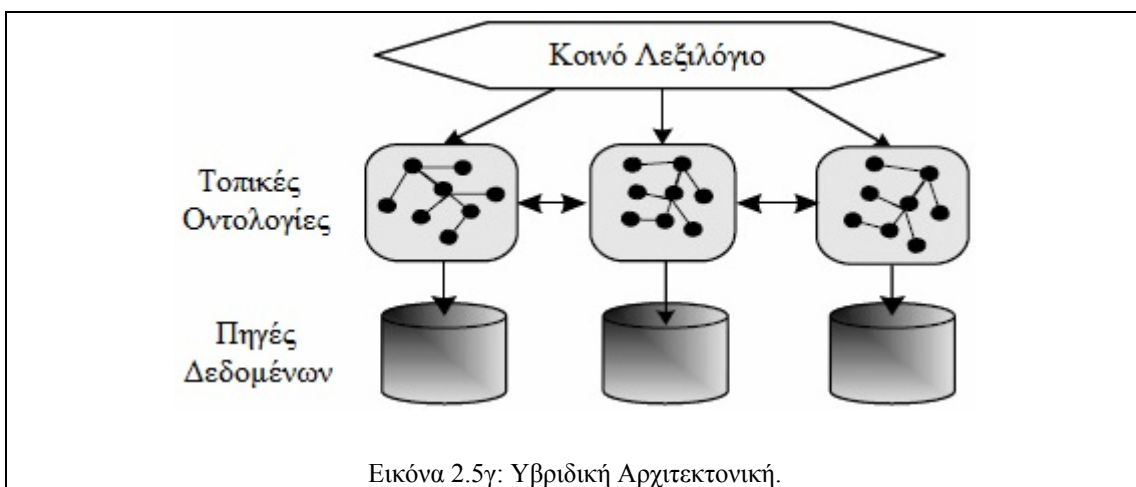 Κοινό Λεξιλόγιο
Τοπικές
Οντολογίες
Πηγές
Δεδομένων
Εικόνα 2.5γ: Υβριδική Αρχιτεκτονική.